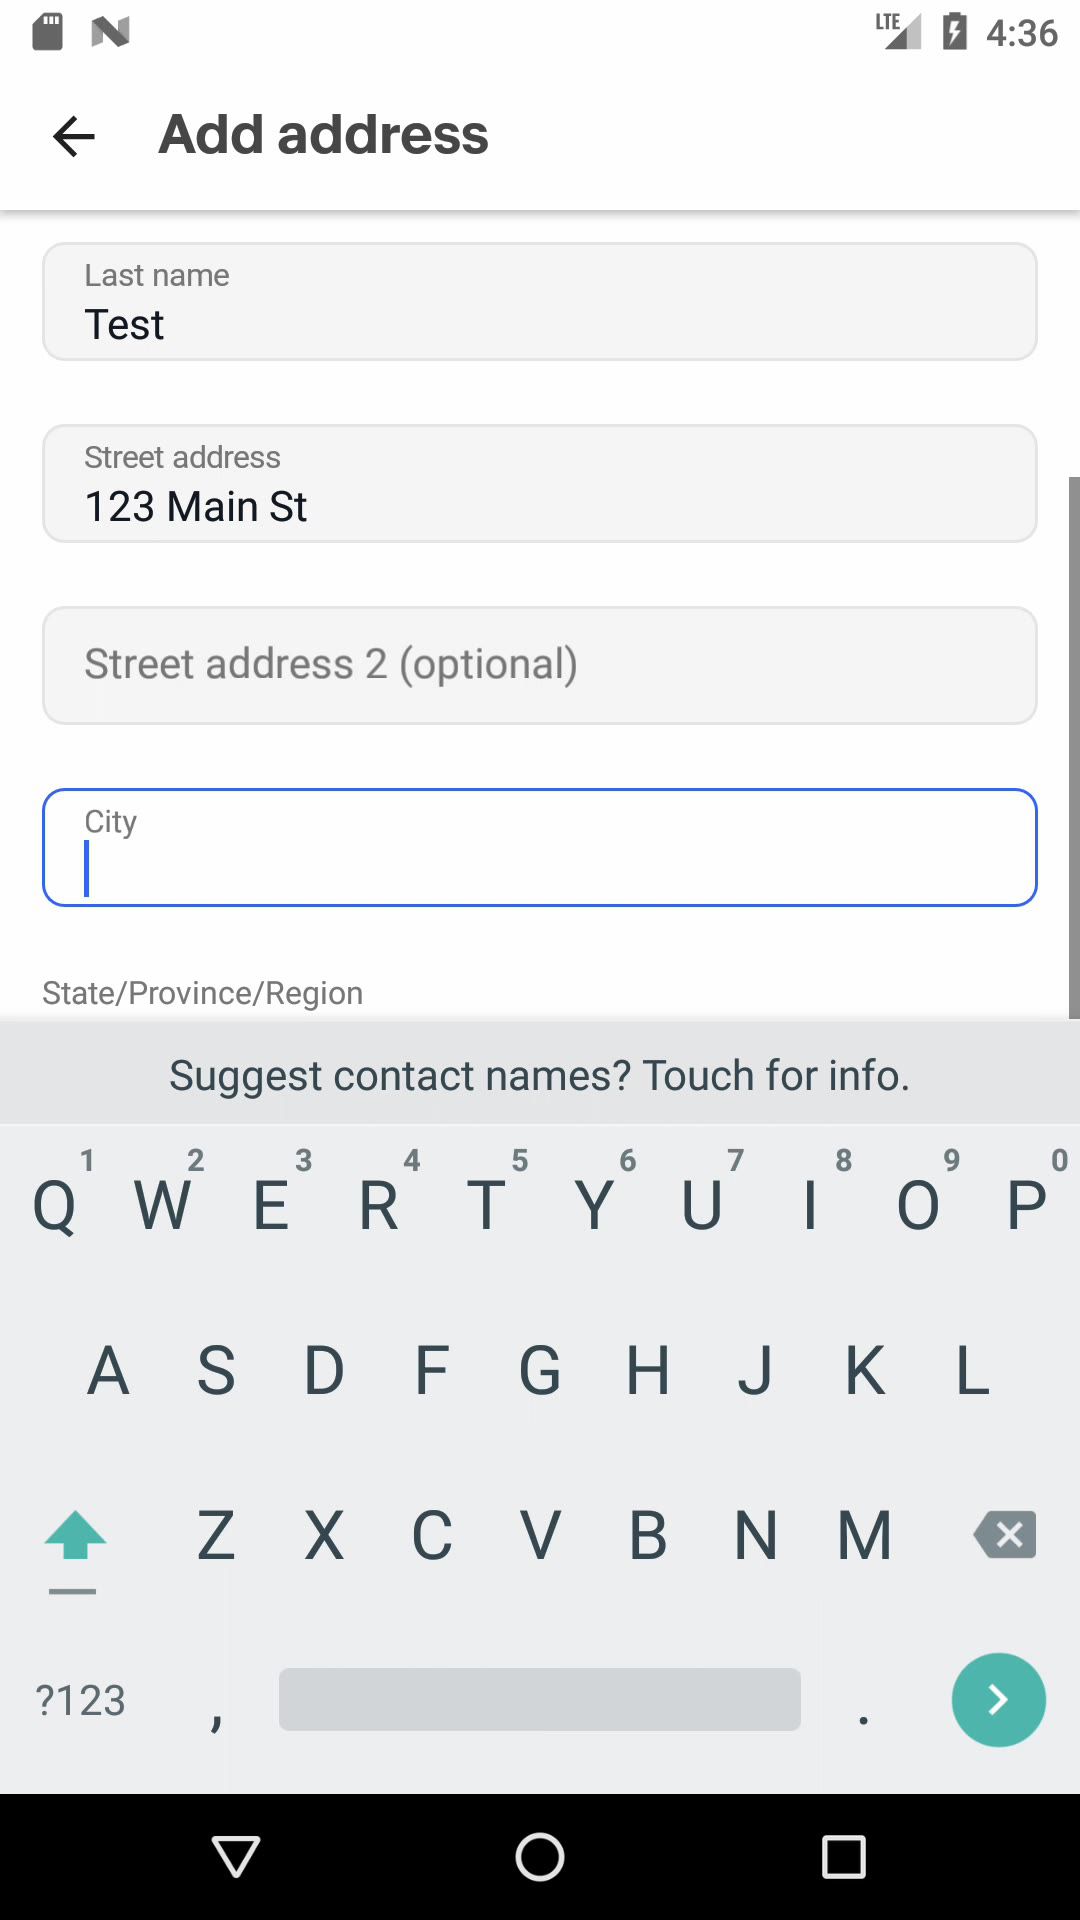 LTE 4:36
Add address
Last name
Test
Street address
123 Main St
Street address 2 (optional)
City
State/Province/Region
Suggest contact names? Touch for info.
1 2 3 4 5 6 7 8 9 0
Q W E R T Y U I O P
A S D F G H J K L
Z X C V B N M
?123 , .